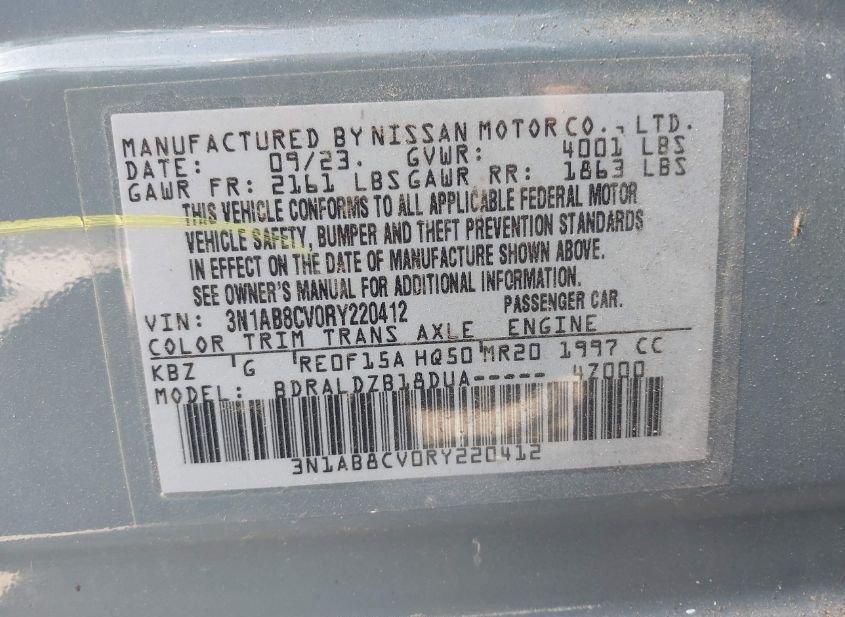 MANUFACTURED BY NISSAN MOTOR CO., LTD.
DATE: 09/23. GVWR: 4001 LBS
GAWR FR: 2161 LBS GAWR RR: 1863 LBS
THIS VEHICLE CONFORMS TO ALL APPLICABLE FEDERAL MOTOR
VEHICLE SAFETY, BUMPER AND THEFT PREVENTION STANDARDS
IN EFFECT ON THE DATE OF MANUFACTURE SHOWN ABOVE.
SEE OWNER'S MANUAL FOR ADDITIONAL INFORMATION.
VIN: 3N1AB8CV0RY220412 PASSENGER CAR.
COLOR TRIM TRANS AXLE ENGINE
KBZ G RE0F15A HQ50 MR20 1997 CC
MODEL: BDRALDZB18DUA----- 4Z000
3N1AB8CV0RY220412